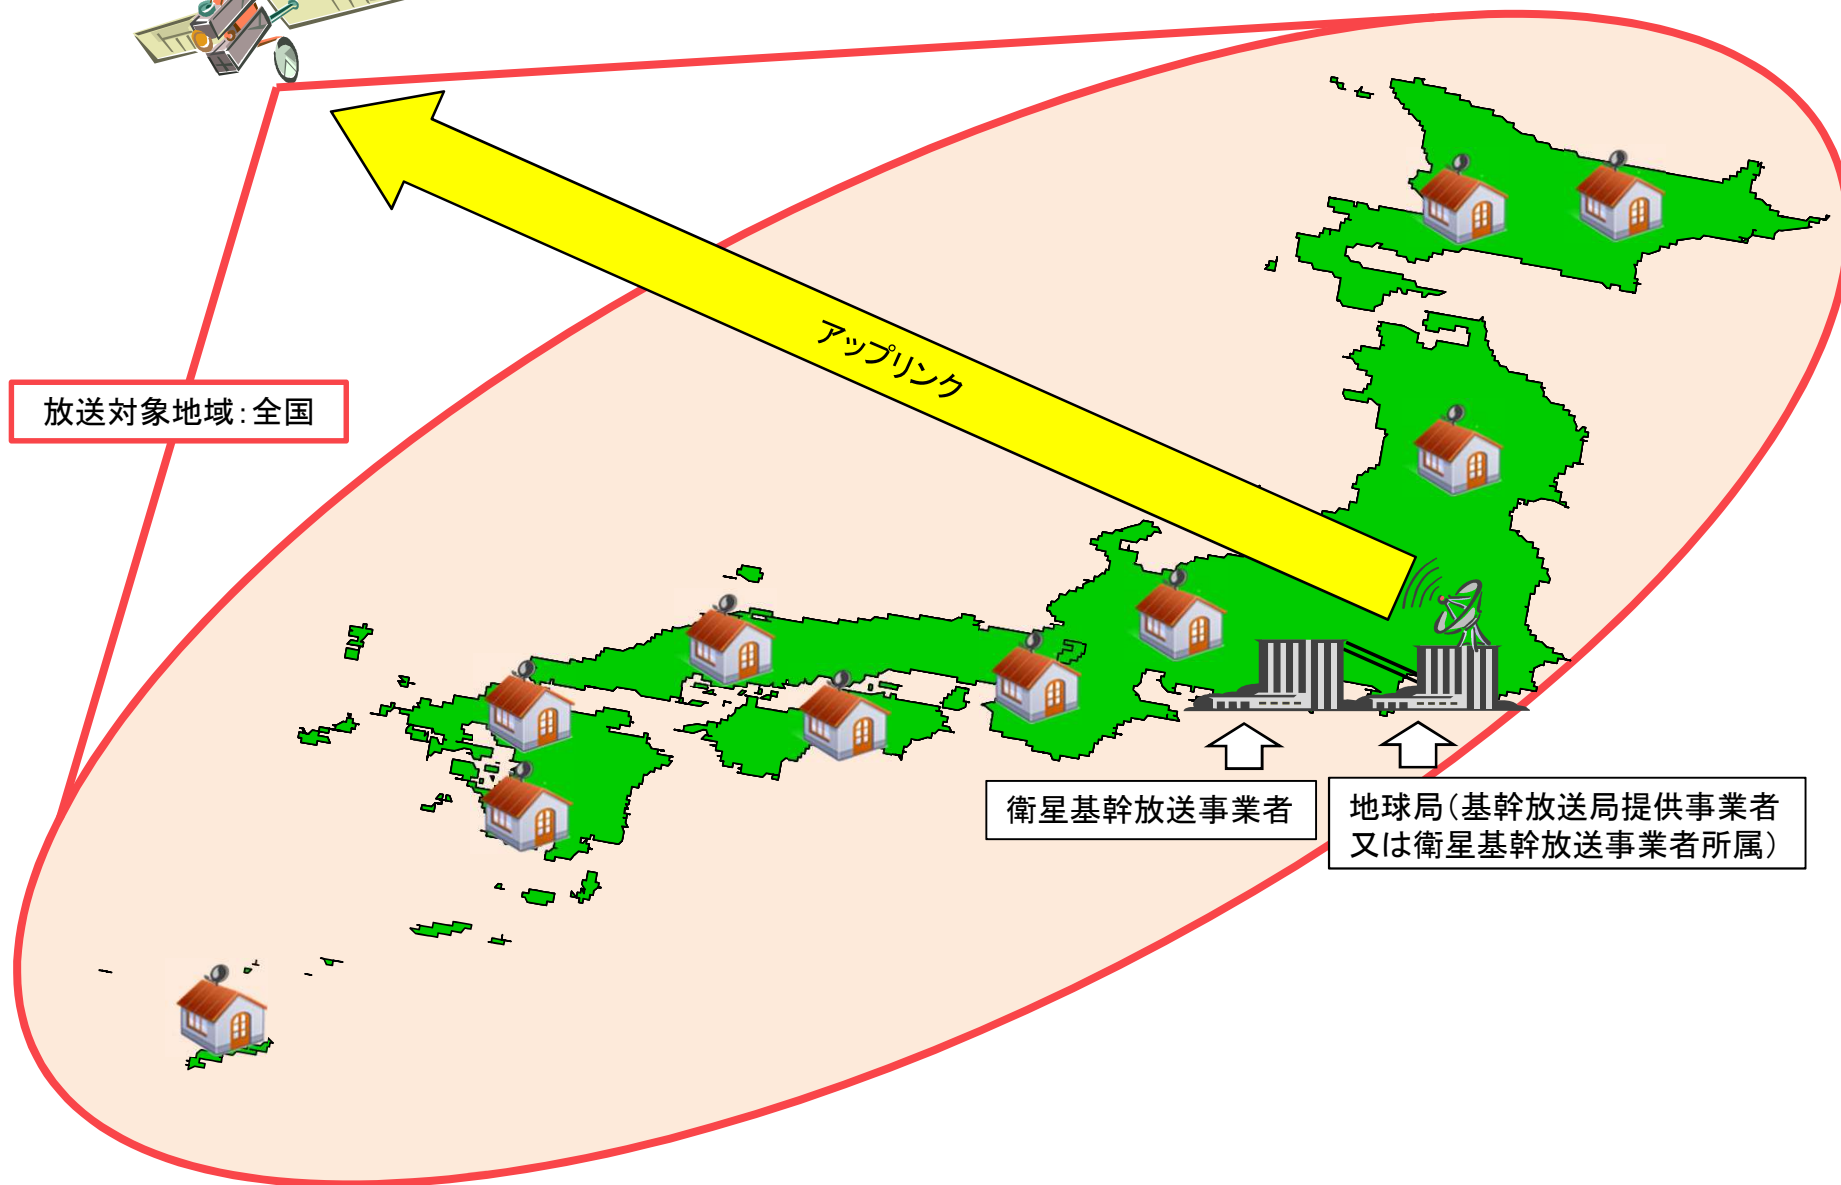 アップリンク
放送対象地域：全国
衛星基幹放送事業者
地球局（基幹放送局提供事業者
又は衛星基幹放送事業者所属）